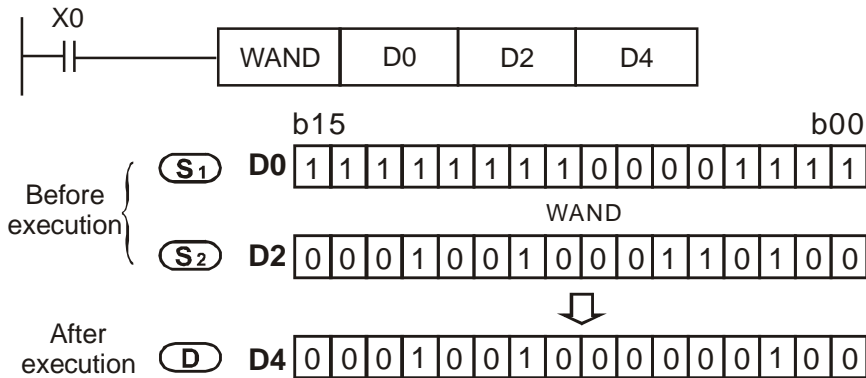 X0
WAND D0 D2 D4
b15 b00
S1 D0 1 1 1 1 1 1 1 1 0 0 0 0 1 1 1 1
Before
execution
WAND
S2 D2 0 0 0 1 0 0 1 0 0 0 1 1 0 1 0 0
After
execution
D D4 0 0 0 1 0 0 1 0 0 0 0 0 0 1 0 0